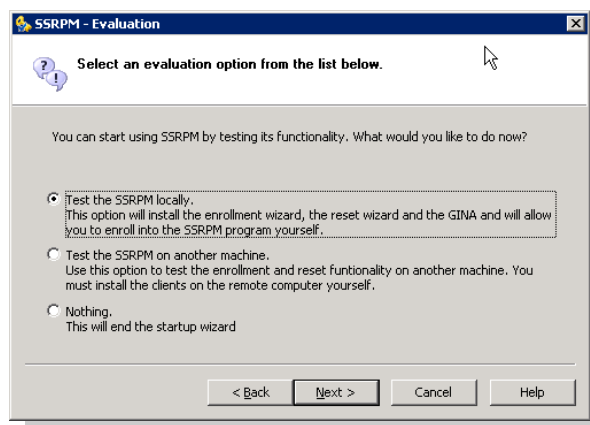 SSRPM - Evaluation
Select an evaluation option from the list below.
You can start using SSRPM by testing its functionality. What would you like to do now?
Test the SSRPM locally.
This option will install the enrollment wizard, the reset wizard and the GINA and will allow
you to enroll into the SSRPM program yourself.
Test the SSRPM on another machine.
Use this option to test the enrollment and reset funtionality on another machine. You
must install the clients on the remote computer yourself.
Nothing.
This will end the startup wizard
< Back Next > Cancel Help